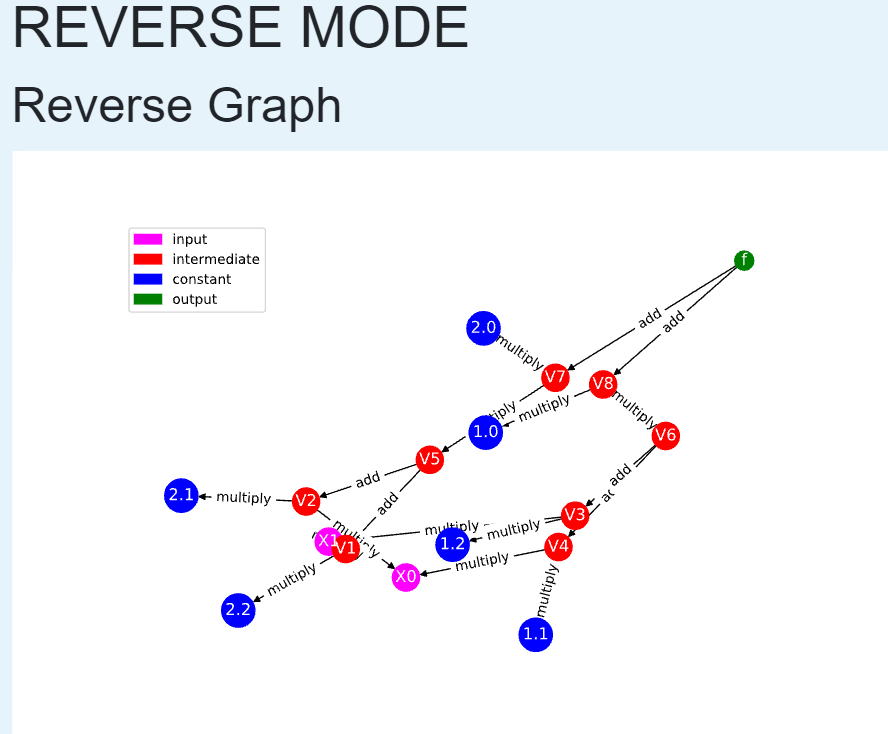 REVERSE MODE
Reverse Graph
input
intermediate
constant
output
f
add
add
2.0
multiply
V7
V8
multiply
multiply
1.0
V6
V5
add
add
2.1
multiply
V2
add
V3
multiply
multiply
multiply
1.2
X1
V1
V4
multiply
X0
multiply
2.2
multiply
1.1